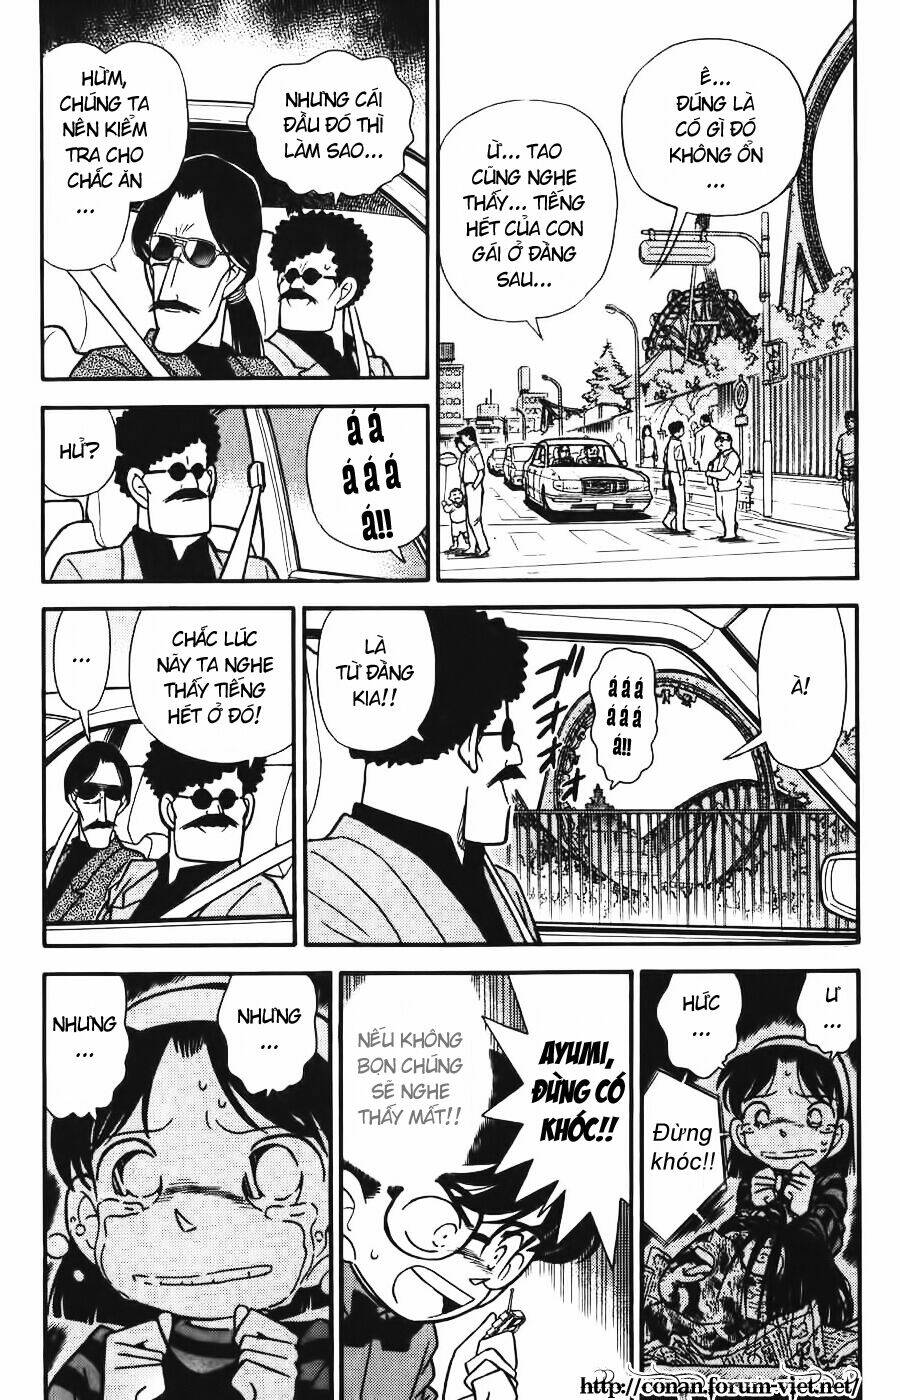 Ê...
ĐÚNG LÀ
CÓ GÌ ĐÓ
KHÔNG ỔN
...
Ừ... TAO
CŨNG NGHE
THẤY... TIẾNG
HÉT CỦA CON
GÁI Ở ĐẰNG
SAU...
NHƯNG CÁI
ĐẦU ĐÓ THÌ
LÀM SAO...
HỪM,
CHÚNG TA
NÊN KIỂM
TRA CHO
CHẮC ĂN
...
Á Á
Á Á Á Á
Á!!
HỬ?
À!
Á Á Á
Á Á Á
Á!!
LÀ
TỪ ĐẰNG
KIA!!
CHẮC LÚC
NÃY TA NGHE
THẤY TIẾNG
HÉT Ở ĐÓ!
...
Ư
...
HỨC
...
Đừng
khóc!!
AYUMI,
ĐỪNG CÓ
KHÓC!!
NẾU KHÔNG
BỌN CHÚNG
SẼ NGHE
THẤY MẤT!!
NHƯNG
...
NHƯNG
...
http://conan.forum-viet.net/